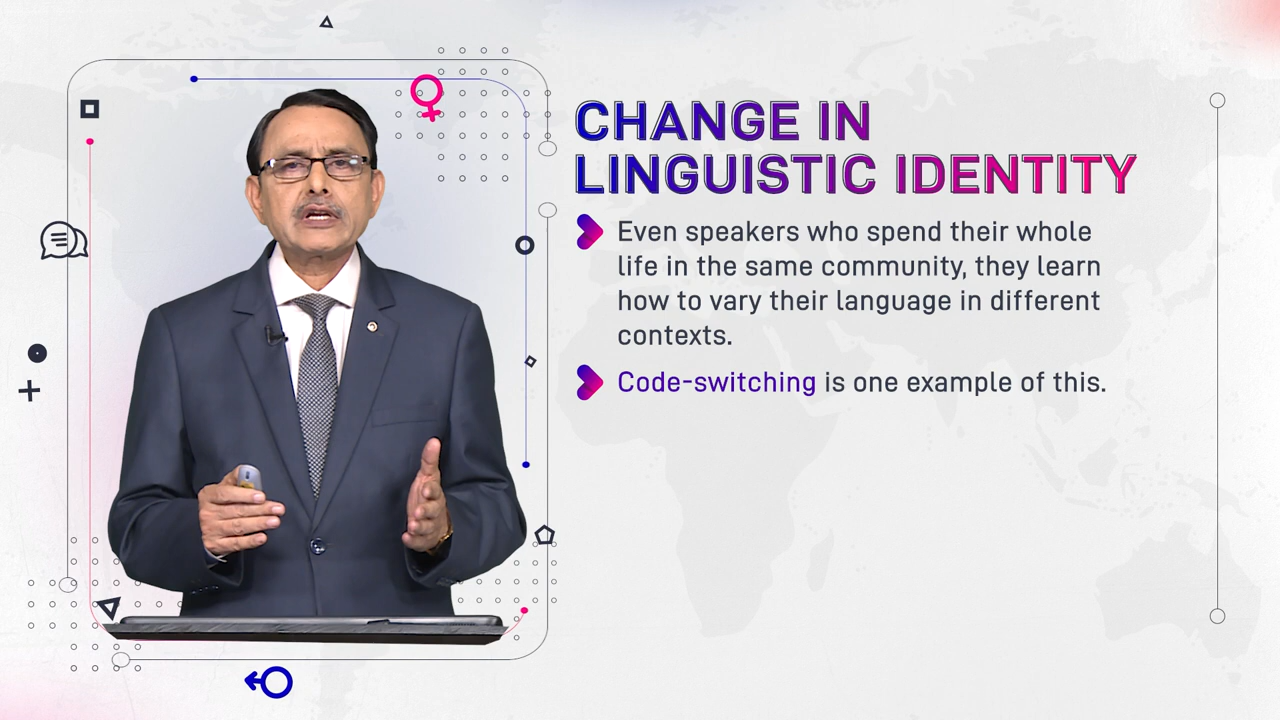 CHANGE IN
LINGUISTIC IDENTITY
Even speakers who spend their whole
life in the same community, they learn
how to vary their language in different
contexts.
Code-switching is one example of this.